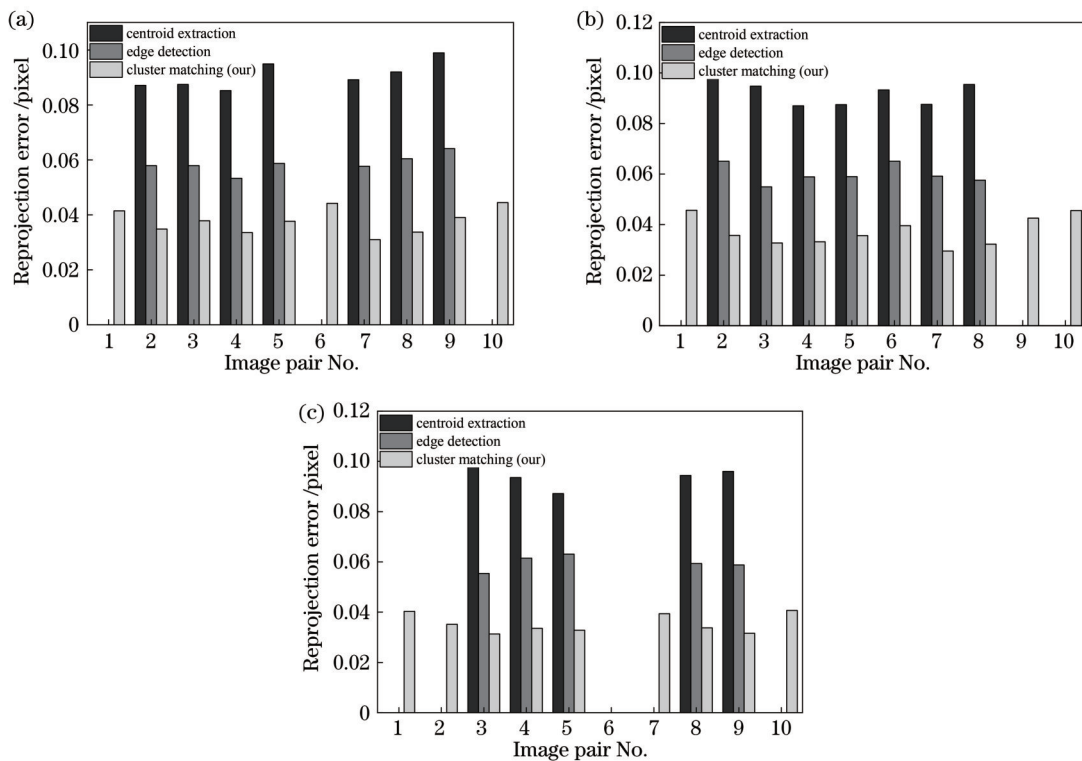 (a)
centroid extraction
edge detection
cluster matching (our)
0.10
0.08
0.06
0.04
0.02
0
Reprojection error /pixel
1 2 3 4 5 6 7 8 9 10
Image pair No.
(b)
0.12
centroid extraction
edge detection
cluster matching (our)
0.10
0.08
0.06
0.04
0.02
0
Reprojection error /pixel
1 2 3 4 5 6 7 8 9 10
Image pair No.
(c)
0.12
centroid extraction
edge detection
cluster matching (our)
0.10
0.08
0.06
0.04
0.02
0
Reprojection error /pixel
1 2 3 4 5 6 7 8 9 10
Image pair No.